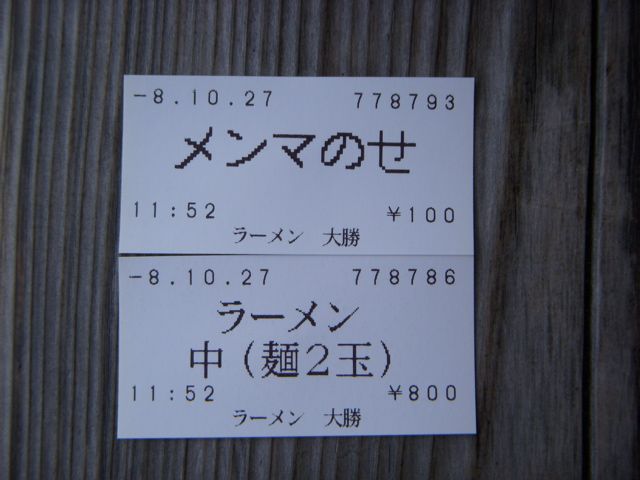 -8.10.27 778793
メンマのせ
11:52 ¥100
ラーメン 大勝
-8.10.27 778786
ラーメン
中(麺2玉)
11:52 ¥800
ラーメン 大勝